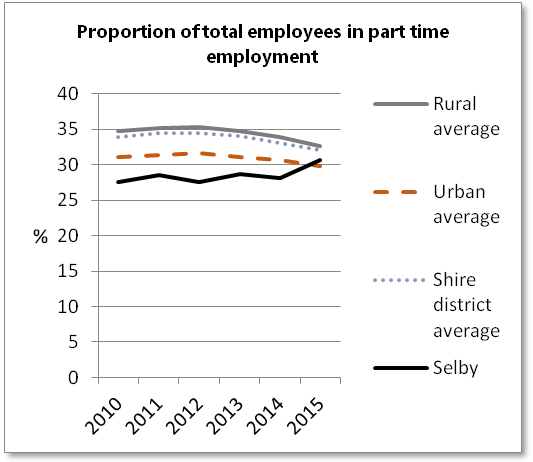 Proportion of total employees in part time
employment
40
35
30
25
20
15
10
5
0
%
2010
2011
2012
2013
2014
2015
Rural
average
Urban
average
Shire
district
average
Selby